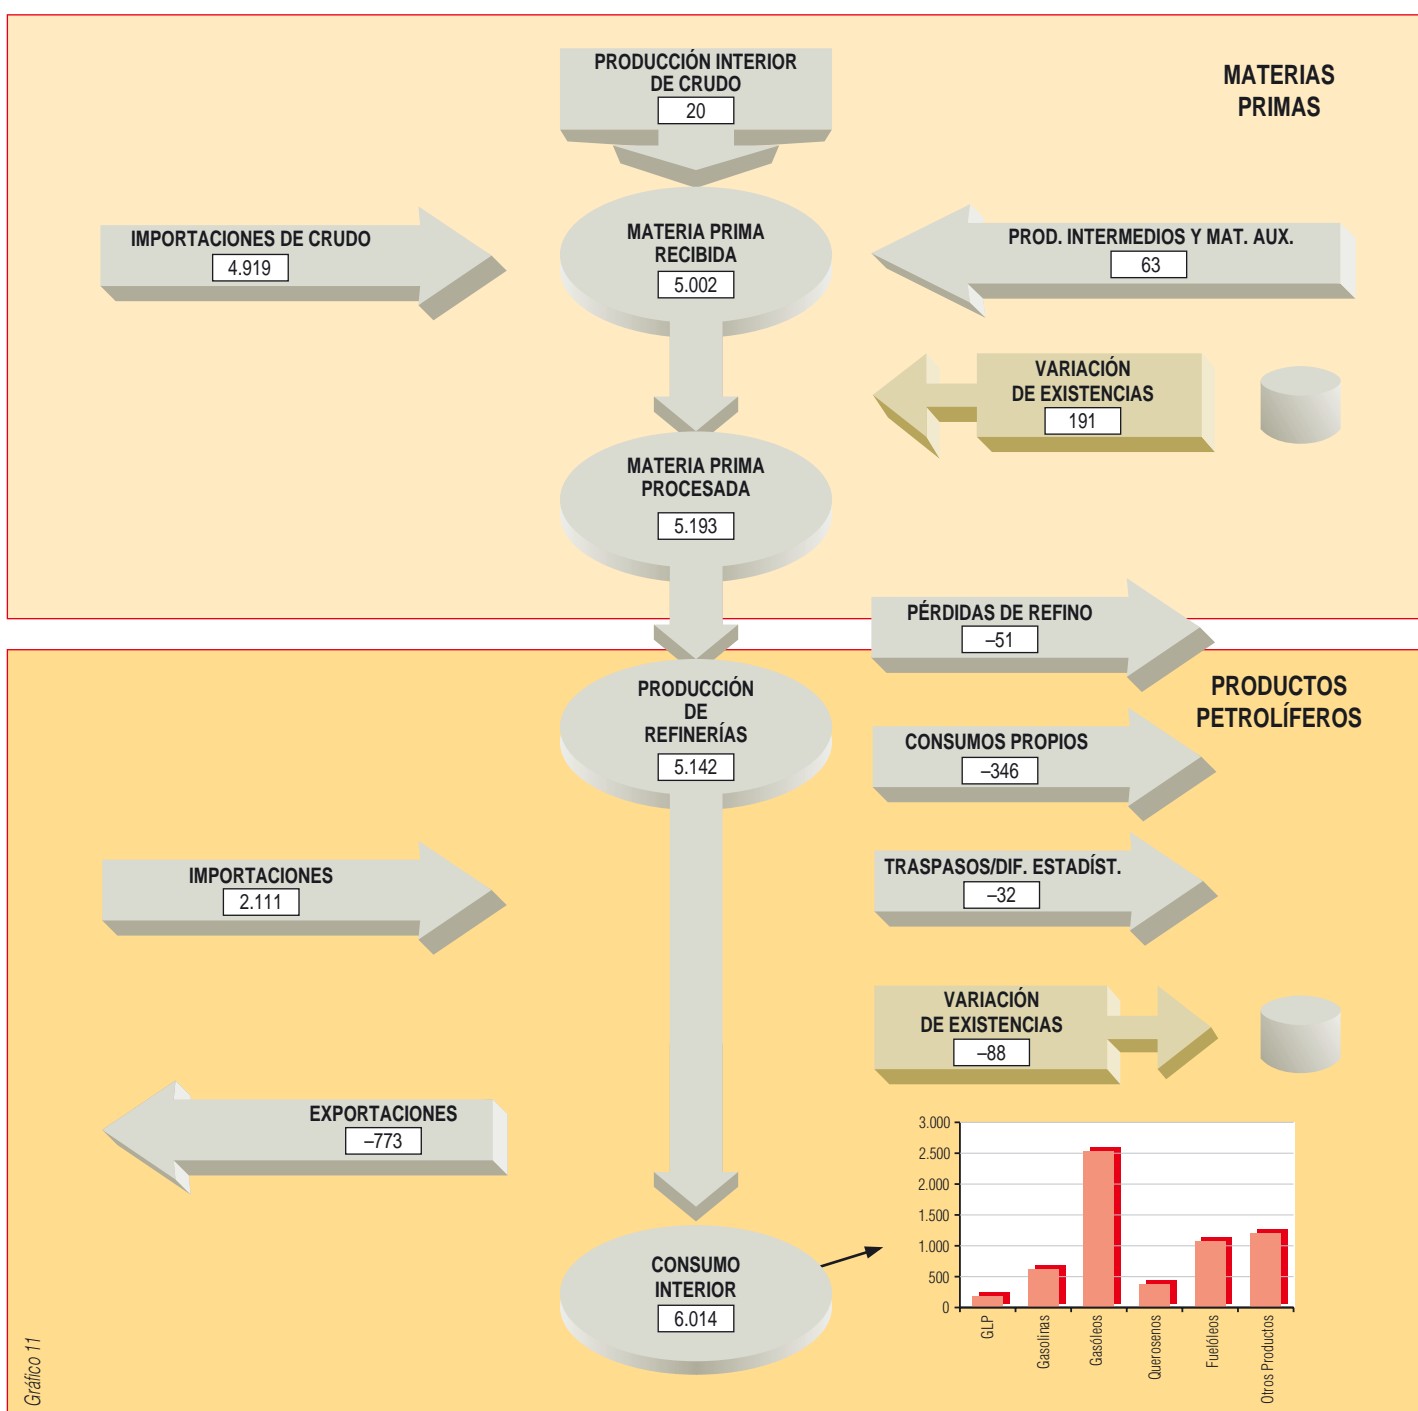 PRODUCCIÓN INTERIOR
DE CRUDO
20
MATERIAS
PRIMAS
IMPORTACIONES DE CRUDO
4.919
MATERIA PRIMA
RECIBIDA
5.002
PROD. INTERMEDIOS Y MAT. AUX.
63
VARIACIÓN
DE EXISTENCIAS
191
MATERIA PRIMA
PROCESADA
5.193
PÉRDIDAS DE REFINO
–51
PRODUCTOS
PETROLÍFEROS
PRODUCCIÓN
DE
REFINERÍAS
5.142
CONSUMOS PROPIOS
–346
IMPORTACIONES
2.111
TRASPASOS/DIF. ESTADÍST.
–32
VARIACIÓN
DE EXISTENCIAS
–88
EXPORTACIONES
–773
CONSUMO
INTERIOR
6.014
3.000
2.500
2.000
1.500
1.000
500
0
GLP
Gasolinas
Gasóleos
Querosenos
Fuelóleos
Otros Productos
Gráfico 11